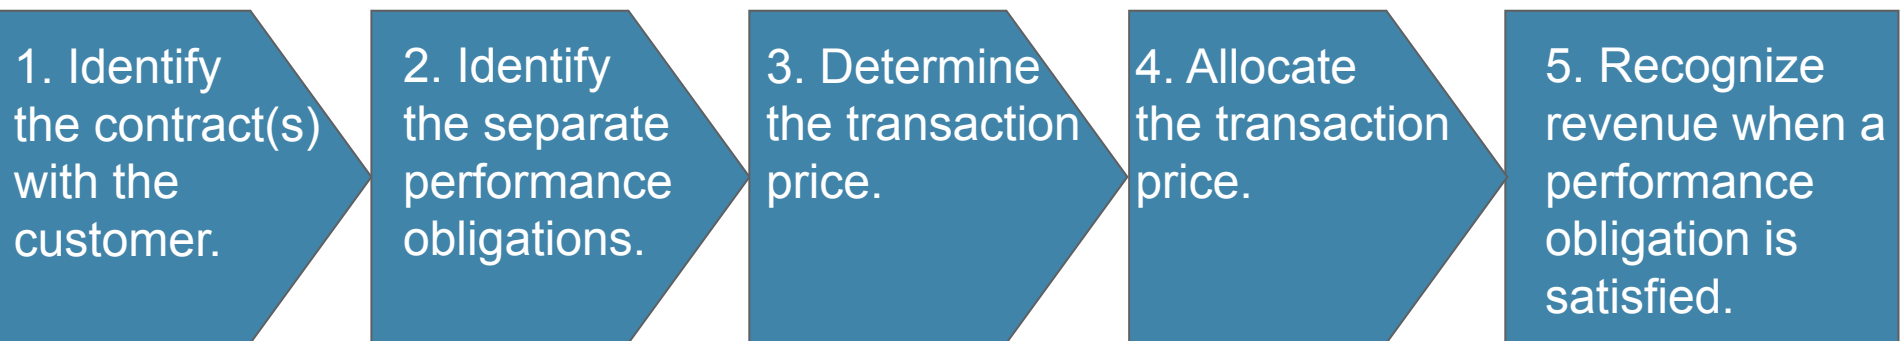 1. Identify
the contract(s)
with the
customer.
2. Identify
the separate
performance
obligations.
3. Determine
the transaction
price.
4. Allocate
the transaction
price.
5. Recognize
revenue when a
performance
obligation is
satisfied.